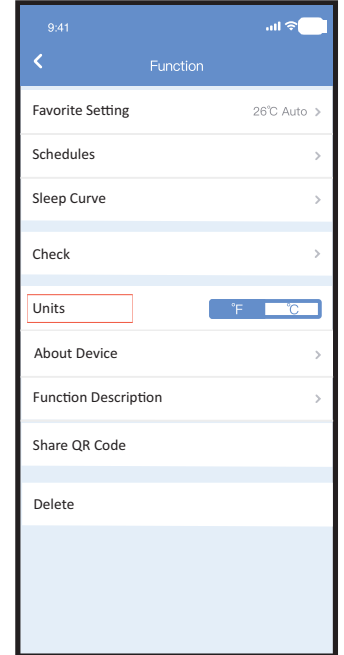 9:41
Function
Favorite Setting 26℃ Auto
Schedules
Sleep Curve
Check
Units ℉ ℃
About Device
Function Description
Share QR Code
Delete